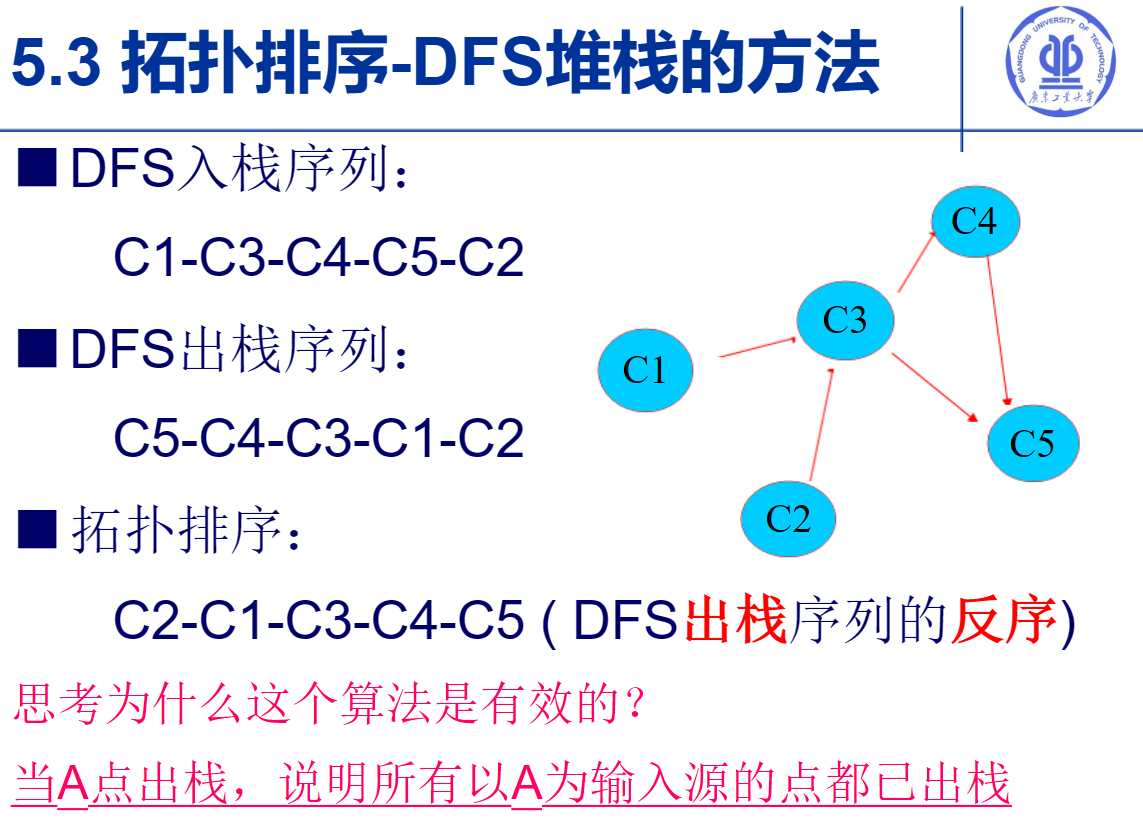 5.3 拓扑排序-DFS堆栈的方法
GUANGDONG UNIVERSITY OF TECHNOLOGY
广东工业大学
■DFS入栈序列：
C1-C3-C4-C5-C2
■DFS出栈序列：
C5-C4-C3-C1-C2
■拓扑排序：
C2-C1-C3-C4-C5 ( DFS出栈序列的反序)
C4
C3
C1
C5
C2
思考为什么这个算法是有效的？
当A点出栈，说明所有以A为输入源的点都已出栈